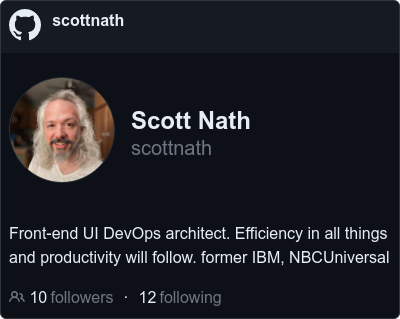 scottnath
Scott Nath
scottnath
Front-end UI DevOps architect. Efficiency in all things
and productivity will follow. former IBM, NBCUniversal
10 followers · 12 following